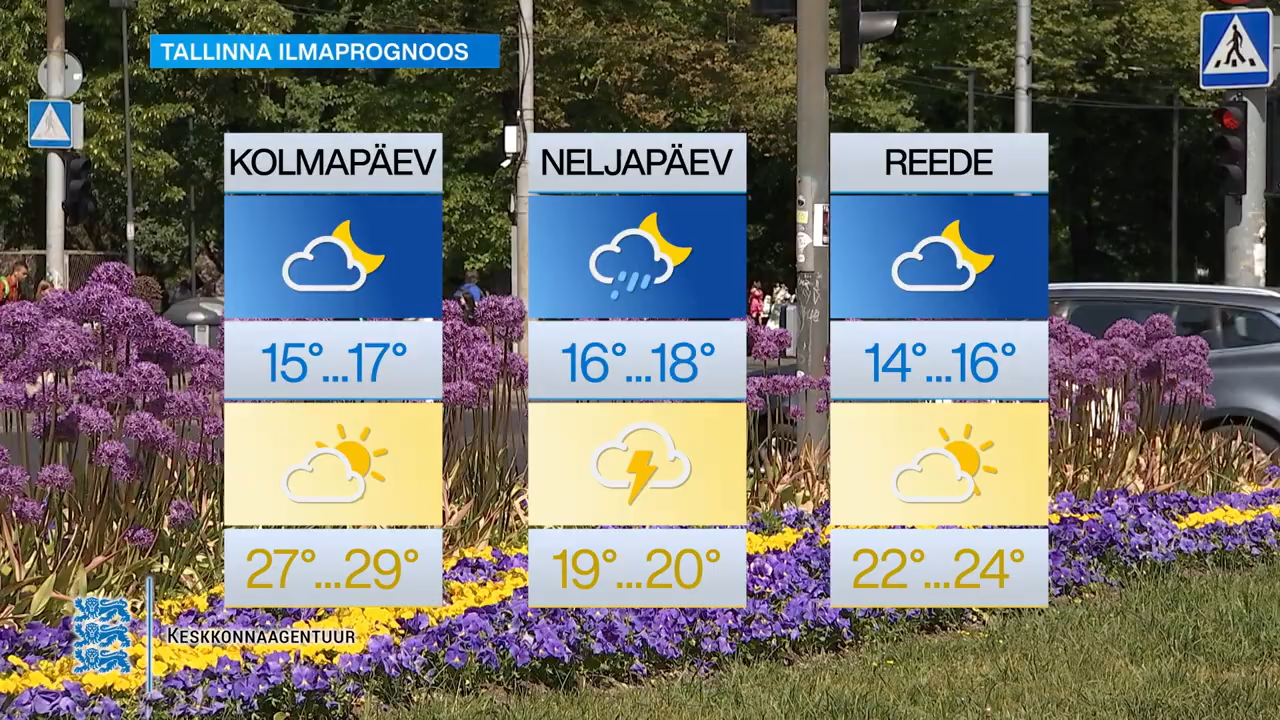 TALLINNA ILMAPROGNOOS
KOLMAPÄEV
15°...17°
27°...29°
NELJAPÄEV
16°...18°
19°...20°
REEDE
14°...16°
22°...24°
KESKKONNAAGENTUUR